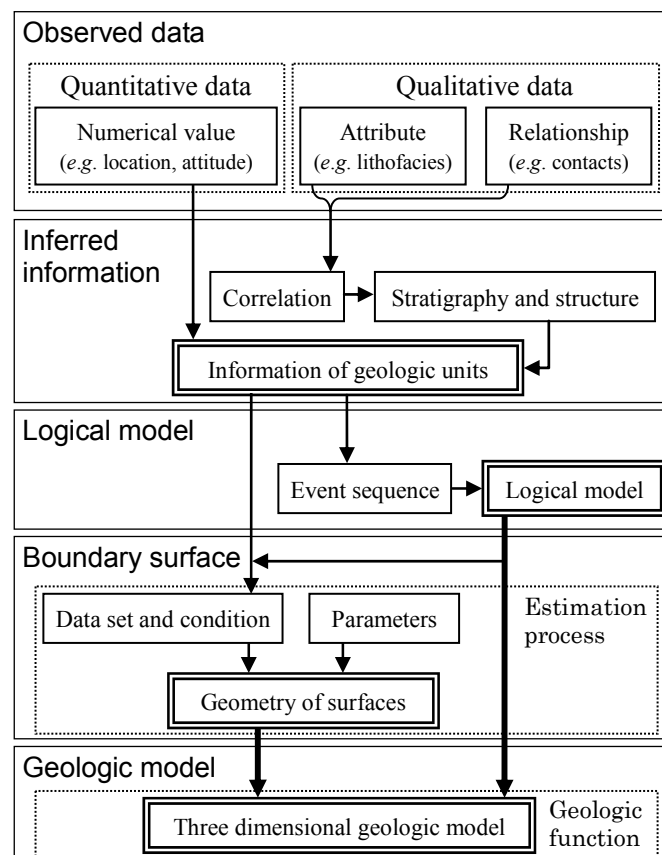 Observed data
Quantitative data
Qualitative data
Numerical value
(e.g. location, attitude)
Attribute
(e.g. lithofacies)
Relationship
(e.g. contacts)
Inferred
information
Correlation
Stratigraphy and structure
Information of geologic units
Logical model
Event sequence
Logical model
Boundary surface
Estimation
process
Data set and condition
Parameters
Geometry of surfaces
Geologic model
Geologic
function
Three dimensional geologic model